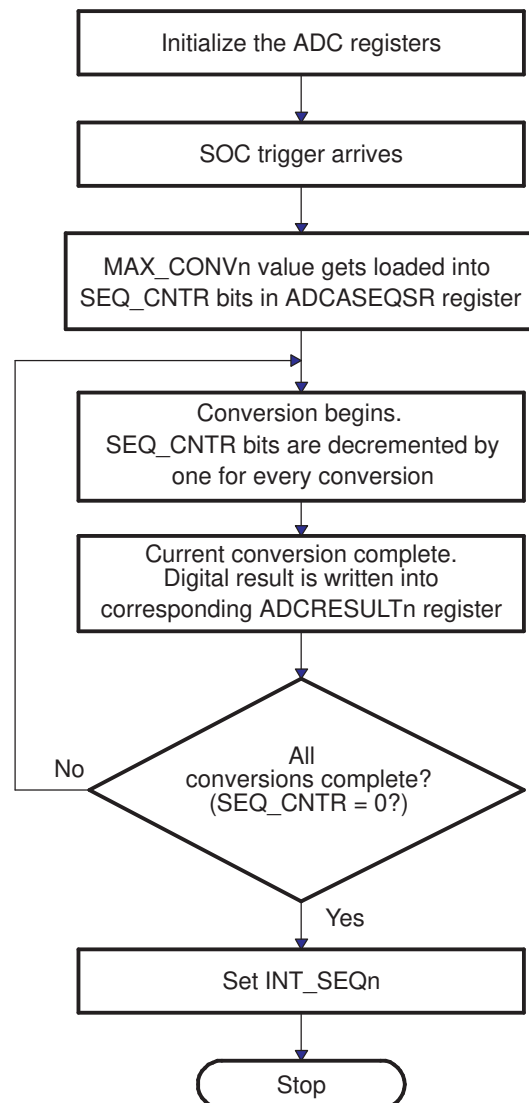 Initialize the ADC registers
SOC trigger arrives
MAX_CONVn value gets loaded into
SEQ_CNTR bits in ADCASEQSR register
Conversion begins.
SEQ_CNTR bits are decremented by
one for every conversion
Current conversion complete.
Digital result is written into
corresponding ADCRESULTn register
All
conversions complete?
(SEQ_CNTR = 0?)
No
Yes
Set INT_SEQn
Stop